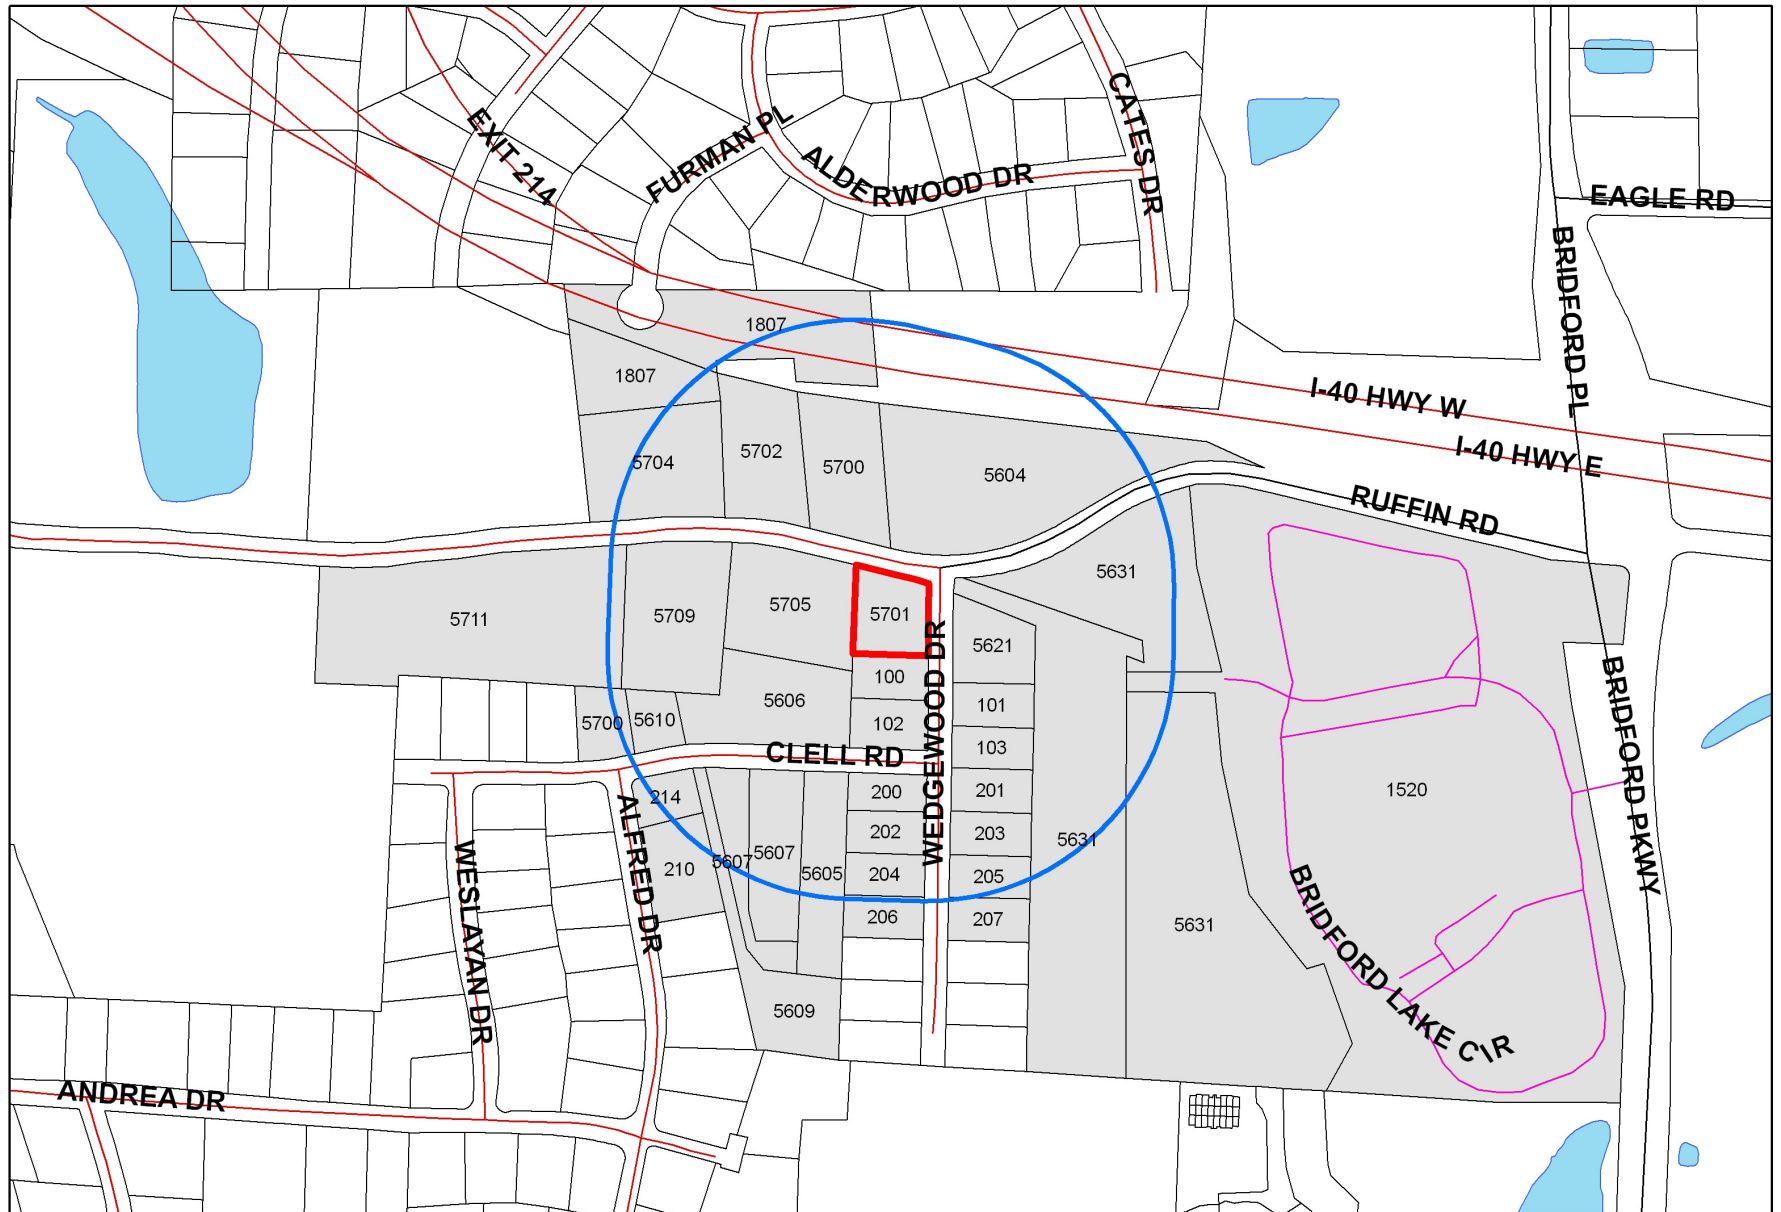 CATES DR
EXIT 214
FURMAN PL
ALDERWOOD DR
EAGLE RD
BRIDFORD PL
1807
1807
I-40 HWY W
I-40 HWY E
5704
5702
5700
5604
RUFFIN RD
5631
5711
5709
5705
5701
5621
WEDGEWOOD DR
100
5606
101
5700
5610
102
103
BRIDFORD PKWY
CLELL RD
214
200
201
1520
ALFRED DR
202
203
5631
WESLAYAN DR
210
5607
5607
5605
204
205
206
207
5631
BRIDFORD LAKE CIR
5609
ANDREA DR